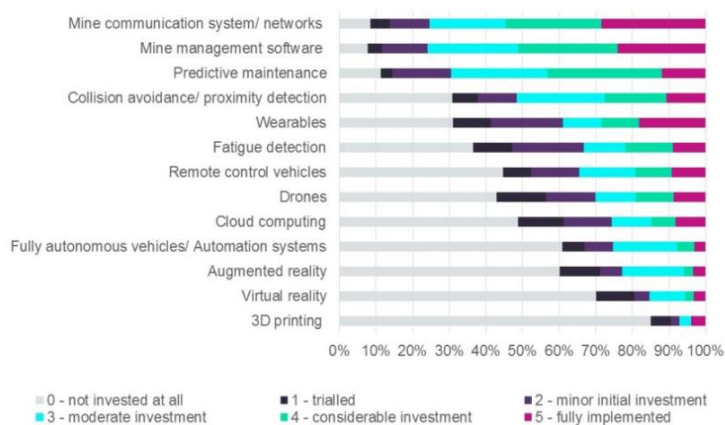 Mine communication system/ networks
Mine management software
Predictive maintenance
Collision avoidance/ proximity detection
Wearables
Fatigue detection
Remote control vehicles
Drones
Cloud computing
Fully autonomous vehicles/ Automation systems
Augmented reality
Virtual reality
3D printing
0% 10% 20% 30% 40% 50% 60% 70% 80% 90% 100%
0 - not invested at all 1 - trialled 2 - minor initial investment
3 - moderate investment 4 - considerable investment 5 - fully implemented